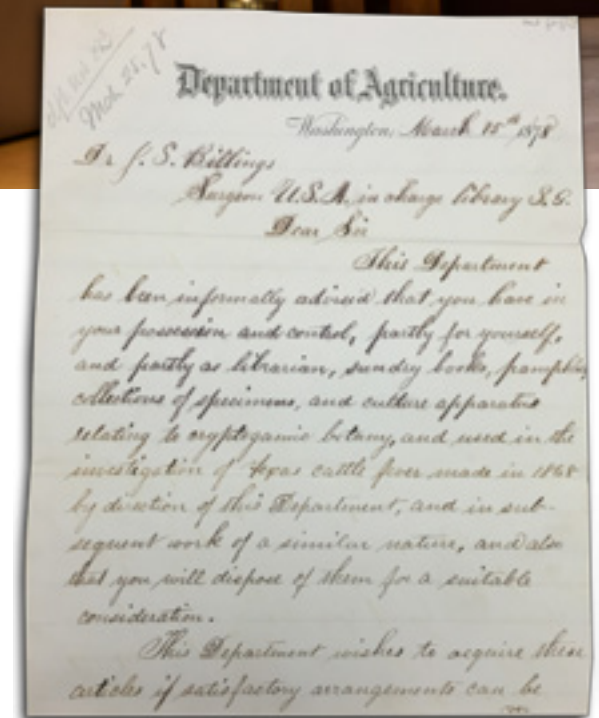 Mch 25, 78
Department of Agriculture.
Washington, March 15th 1878
Dr J. S. Billings
Surgeon U.S.A. in charge library S.G.
Dear Sir
This Department
has been informally advised that you have in
your possession and control, partly for yourself,
and partly as librarian, sundry books, pamphlets,
collections of specimens, and culture apparatus
relating to cryptogamic botany, and used in the
investigation of Texas cattle fever made in 1868
by direction of this Department, and in sub-
sequent work of a similar nature, and also
that you will dispose of them for a suitable
consideration.
This Department wishes to acquire these
articles if satisfactory arrangements can be